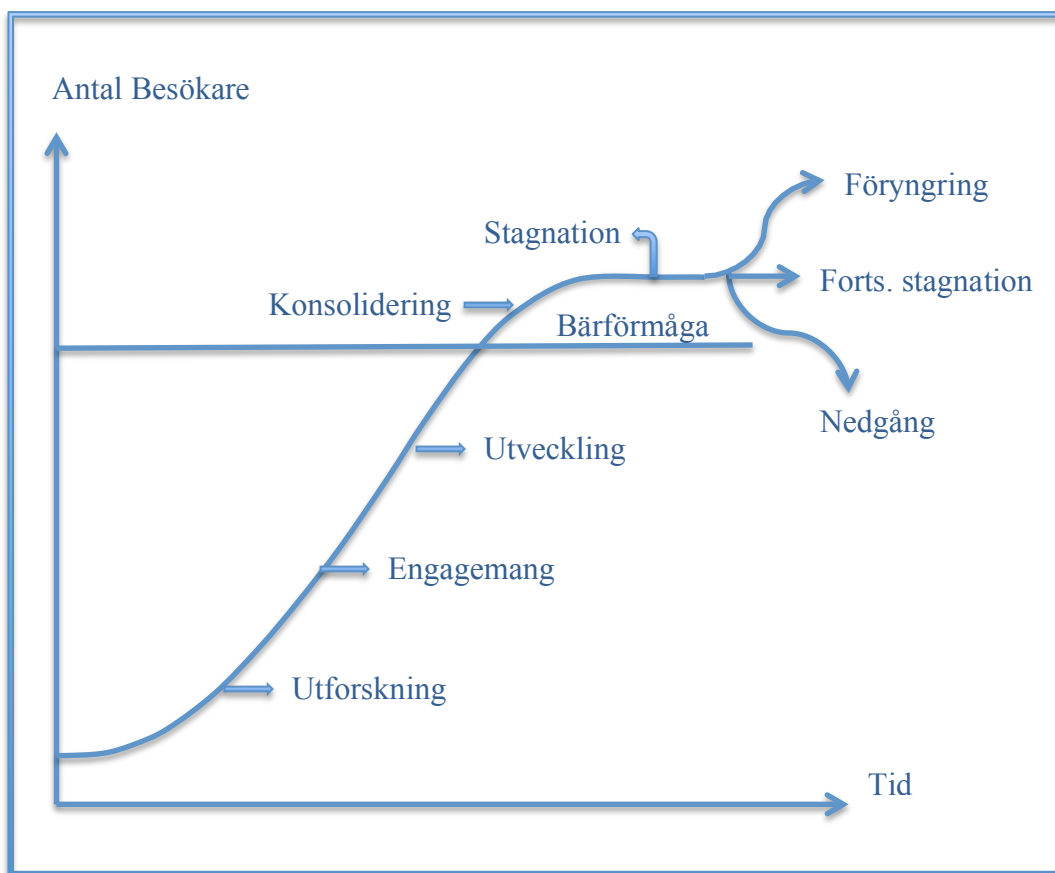 Antal Besökare
Föryngring
Stagnation
Forts. stagnation
Konsolidering
Bärförmåga
Nedgång
Utveckling
Engagemang
Utforskning
Tid